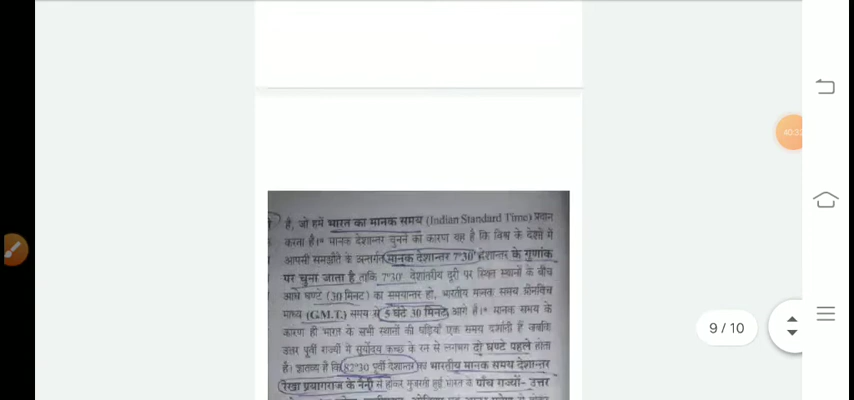 है, जो हमें भारत का मानक समय (Indian Standard Time) प्रदान
करता है।* मानक देशान्तर चुनने का कारण यह है कि विश्व के देशों में
आपसी समझौते के अन्तर्गत मानक देशान्तर 7°30' देशान्तर के गुणांक
पर चुना जाता है ताकि 7°30' देशान्तरीय दूरी पर स्थित स्थानों के बीच
आधे घण्टे (30 मिनट) का समयान्तर हो, भारतीय मानक समय ग्रीनविच
माध्य (G.M.T.) समय से 5 घंटे 30 मिनट आगे है।* मानक समय के
कारण ही भारत के सभी स्थानों की घड़ियाँ एक समय दर्शाती हैं जबकि
उत्तर पूर्वी राज्यों में सूर्योदय कच्छ के रन से लगभग दो घण्टे पहले होता
है। ज्ञातव्य है कि 82°30 पूर्वी देशान्तर का भारतीय मानक समय देशान्तर
रेखा प्रयागराज के नैनी से होकर गुजरती हुई भारत के पाँच राज्यों- उत्तर
9 / 10